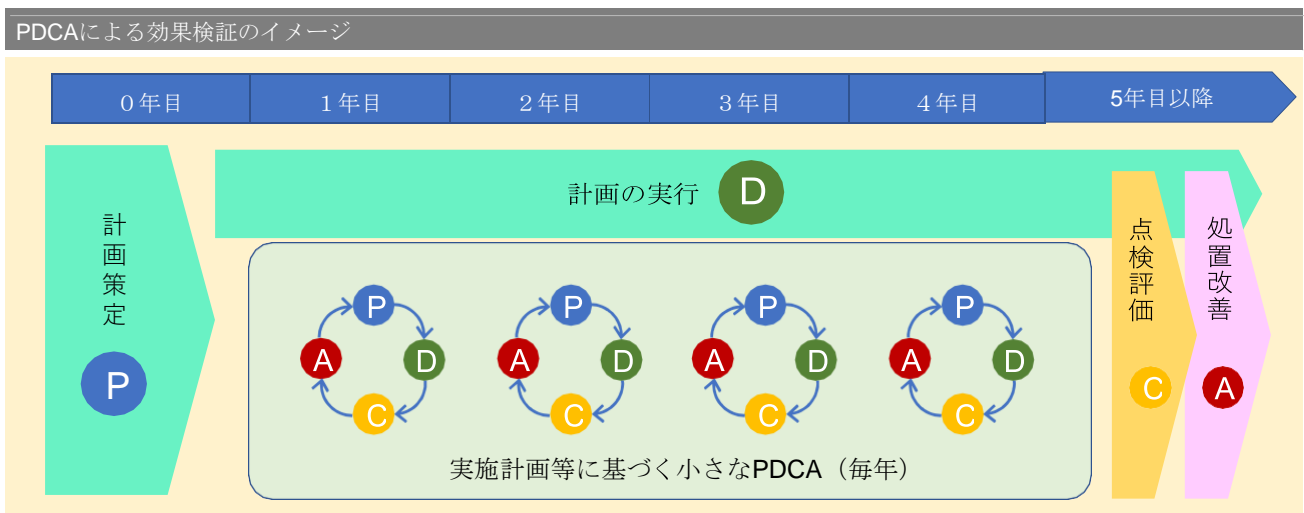 PDCAによる効果検証のイメージ
０年目
１年目
２年目
３年目
４年目
5年目以降
計画策定
P
計画の実行
D
P
D
C
A
P
D
C
A
P
D
C
A
P
D
C
A
実施計画等に基づく小さなPDCA（毎年）
点検評価
C
処置改善
A